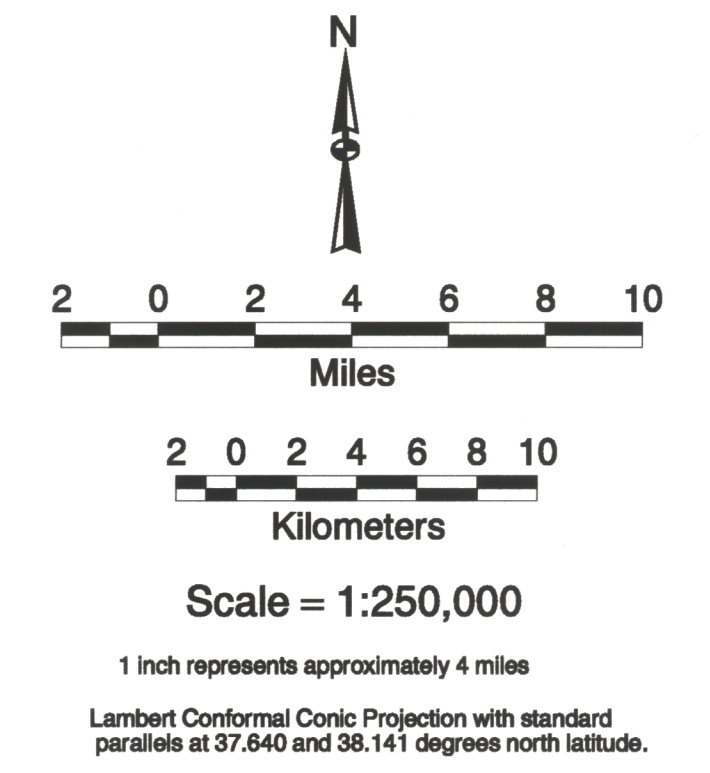 N
2 0 2 4 6 8 10
Miles
2 0 2 4 6 8 10
Kilometers
Scale = 1:250,000
1 inch represents approximately 4 miles
Lambert Conformal Conic Projection with standard
parallels at 37.640 and 38.141 degrees north latitude.